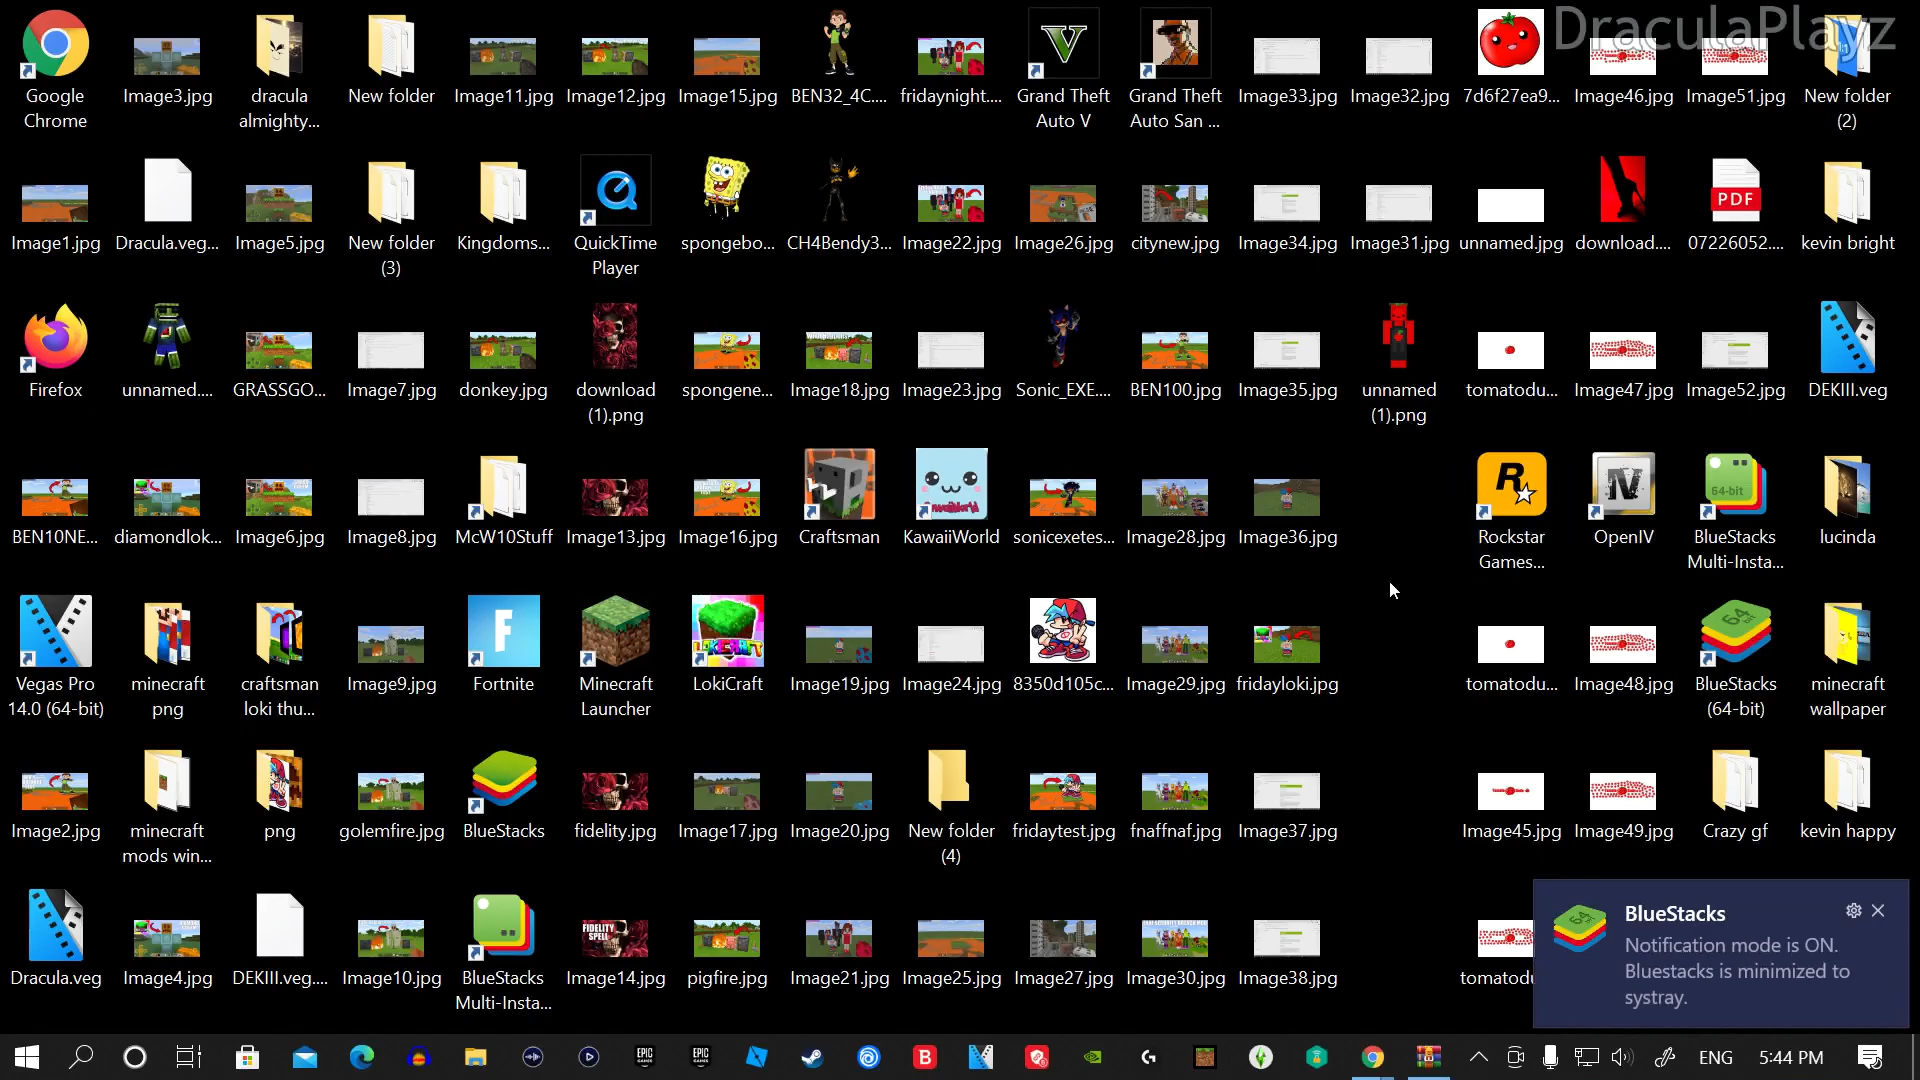 DraculaPlayz
Google Chrome
Image3.jpg
dracula almighty...
New folder
Image11.jpg
Image12.jpg
Image15.jpg
BEN32_4C....
fridaynight....
Grand Theft Auto V
Grand Theft Auto San ...
Image33.jpg
Image32.jpg
7d6f27ea9...
Image46.jpg
Image51.jpg
New folder (2)
Image1.jpg
Dracula.veg...
Image5.jpg
New folder (3)
Kingdoms...
QuickTime Player
spongebo...
CH4Bendy3...
Image22.jpg
Image26.jpg
citynew.jpg
Image34.jpg
Image31.jpg
unnamed.jpg
download....
PDF
07226052....
kevin bright
Firefox
unnamed....
GRASSGO...
Image7.jpg
donkey.jpg
download (1).png
spongene...
Image18.jpg
Image23.jpg
Sonic_EXE....
BEN100.jpg
Image35.jpg
unnamed (1).png
tomatodu...
Image47.jpg
Image52.jpg
DEKIII.veg
BEN10NE...
diamondlok...
Image6.jpg
Image8.jpg
McW10Stuff
Image13.jpg
Image16.jpg
Craftsman
KawaiiWorld
sonicexetes...
Image28.jpg
Image36.jpg
Rockstar Games...
OpenIV
64-bit
BlueStacks Multi-Insta...
lucinda
Vegas Pro 14.0 (64-bit)
minecraft png
craftsman loki thu...
Image9.jpg
Fortnite
Minecraft Launcher
LOKICRAFT
LokiCraft
Image19.jpg
Image24.jpg
8350d105c...
Image29.jpg
fridayloki.jpg
tomatodu...
Image48.jpg
BlueStacks (64-bit)
minecraft wallpaper
Image2.jpg
minecraft mods win...
png
golemfire.jpg
BlueStacks
fidelity.jpg
Image17.jpg
Image20.jpg
New folder (4)
fridaytest.jpg
fnaffnaf.jpg
Image37.jpg
Image45.jpg
Image49.jpg
Crazy gf
kevin happy
Dracula.veg
Image4.jpg
DEKIII.veg....
Image10.jpg
BlueStacks Multi-Insta...
FIDELITY SPELL
Image14.jpg
pigfire.jpg
Image21.jpg
Image25.jpg
Image27.jpg
Image30.jpg
Image38.jpg
tomatodu
BlueStacks
Notification mode is ON.
Bluestacks is minimized to
systray.
EPIC GAMES
EPIC GAMES
ENG
5:44 PM